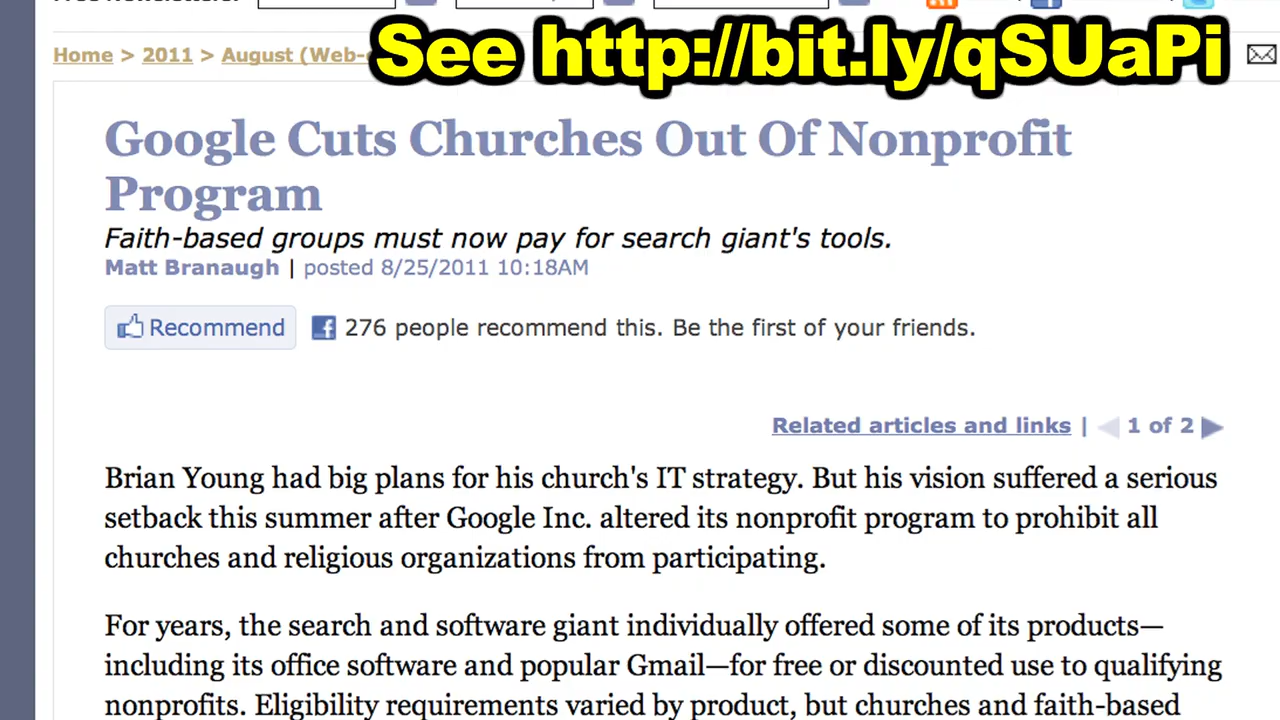 See http://bit.ly/qSUaPi
Home > 2011 > August (Web-
Google Cuts Churches Out Of Nonprofit
Program
Faith-based groups must now pay for search giant's tools.
Matt Branaugh | posted 8/25/2011 10:18AM
Recommend 276 people recommend this. Be the first of your friends.
Related articles and links | 1 of 2
Brian Young had big plans for his church's IT strategy. But his vision suffered a serious
setback this summer after Google Inc. altered its nonprofit program to prohibit all
churches and religious organizations from participating.
For years, the search and software giant individually offered some of its products—
including its office software and popular Gmail—for free or discounted use to qualifying
nonprofits. Eligibility requirements varied by product, but churches and faith-based